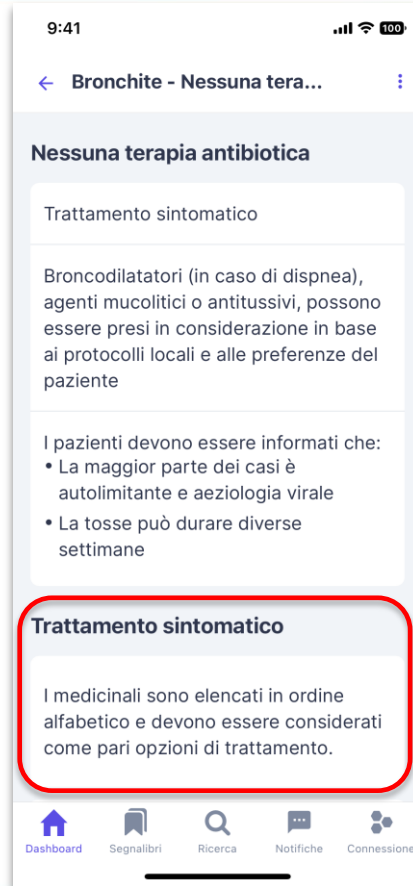 9:41
100
Bronchite - Nessuna tera...
Nessuna terapia antibiotica
Trattamento sintomatico
Broncodilatatori (in caso di dispnea),
agenti mucolitici o antitussivi, possono
essere presi in considerazione in base
ai protocolli locali e alle preferenze del
paziente
I pazienti devono essere informati che:
• La maggior parte dei casi è
autolimitante e aeziologia virale
• La tosse può durare diverse
settimane
Trattamento sintomatico
I medicinali sono elencati in ordine
alfabetico e devono essere considerati
come pari opzioni di trattamento.
Dashboard Segnalibri Ricerca Notifiche Connessione